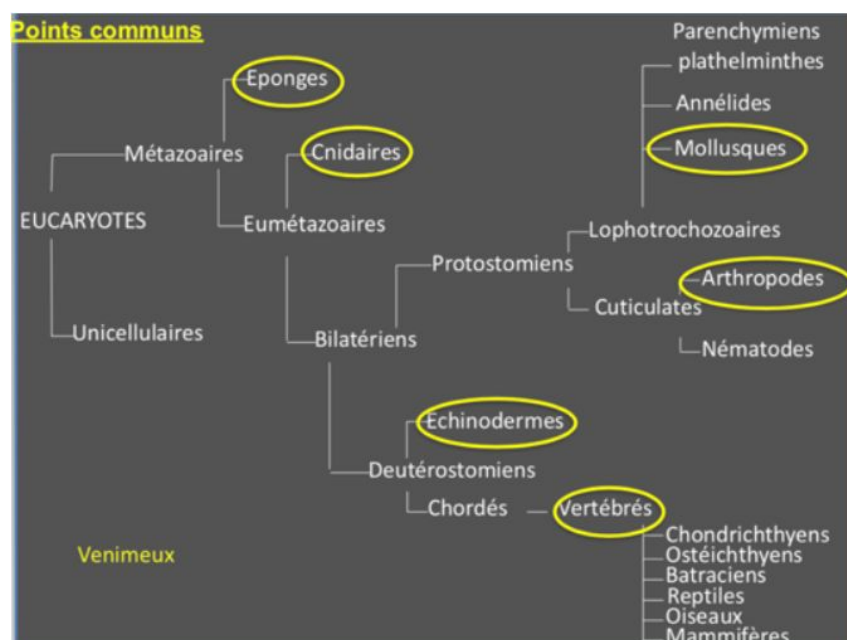 Points communs
Parenchymiens
plathelminthes
Eponges
Annélides
Métazoaires
Cnidaires
Mollusques
EUCARYOTES
Eumétazoaires
Lophotrochozoaires
Protostomiens
Arthropodes
Cuticulates
Unicellulaires
Bilatériens
Nématodes
Echinodermes
Deutérostomiens
Chordés
Vertébrés
Chondrichthyens
Venimeux
Ostéichthyens
Batraciens
Reptiles
Oiseaux
Mammifères